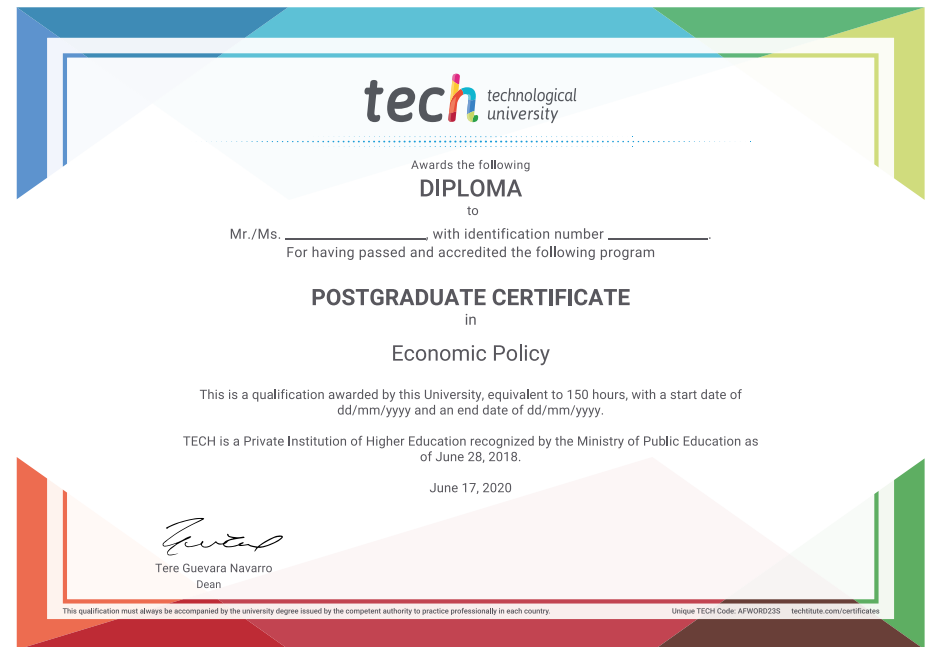 tech technological
university
Awards the following
DIPLOMA
to
Mr./Ms. ____________________, with identification number ______________.
For having passed and accredited the following program
POSTGRADUATE CERTIFICATE
in
Economic Policy
This is a qualification awarded by this University, equivalent to 150 hours, with a start date of
dd/mm/yyyy and an end date of dd/mm/yyyy.
TECH is a Private Institution of Higher Education recognized by the Ministry of Public Education as
of June 28, 2018.
June 17, 2020
Tere Guevara Navarro
Dean
This qualification must always be accompanied by the university degree issued by the competent authority to practice professionally in each country.
Unique TECH Code: AFWORD23S techtitute.com/certificates